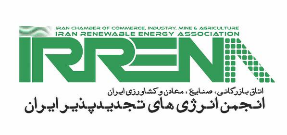 IRAN CHAMBER OF COMMERCE, INDUSTRY, MINE & AGRICULTURE
IRAN RENEWABLE ENERGY ASSOCIATION
IRRENA
اتاق بازرگانی، صنایع، معادن و کشاورزی ایران
انجمن انرژی های تجدیدپذیر ایران